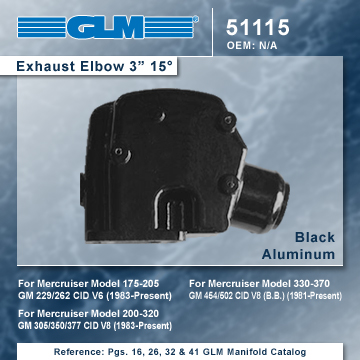 GLM
51115
OEM: N/A
Exhaust Elbow 3” 15°
Black
Aluminum
For Mercruiser Model 175-205
GM 229/262 CID V6 (1983-Present)
For Mercruiser Model 330-370
GM 454/502 CID V8 (B.B.) (1981-Present)
For Mercruiser Model 200-320
GM 305/350/377 CID V8 (1983-Present)
Reference: Pgs. 16, 26, 32 & 41 GLM Manifold Catalog